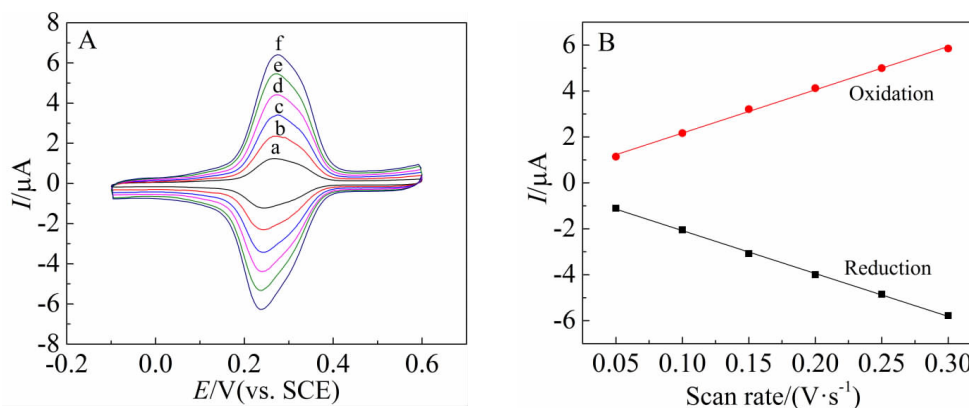 A
f
e
d
c
b
a
8
6
4
2
0
-2
-4
-6
8
I/μA
-0.2 0.0 0.2 0.4 0.6
E/V(vs. SCE)
B
Oxidation
Reduction
6
4
2
0
-2
-4
-6
I/μA
0.05 0.10 0.15 0.20 0.25 0.30
Scan rate/(V·s⁻¹)